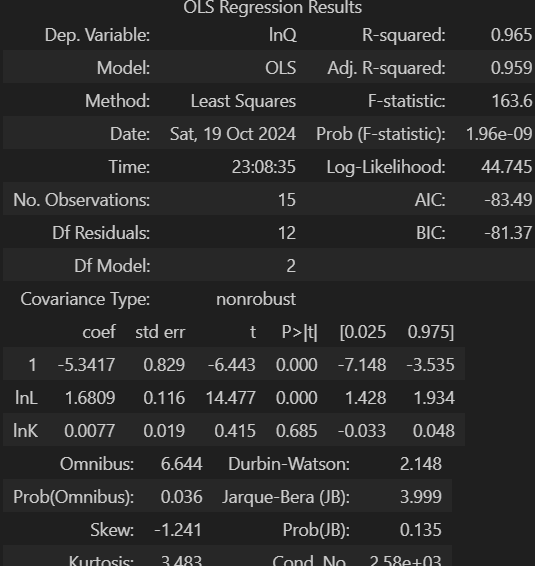 OLS Regression Results
Dep. Variable: lnQ R-squared: 0.965
Model: OLS Adj. R-squared: 0.959
Method: Least Squares F-statistic: 163.6
Date: Sat, 19 Oct 2024 Prob (F-statistic): 1.96e-09
Time: 23:08:35 Log-Likelihood: 44.745
No. Observations: 15 AIC: -83.49
Df Residuals: 12 BIC: -81.37
Df Model: 2
Covariance Type: nonrobust
coef std err t P>|t| [0.025 0.975]
1 -5.3417 0.829 -6.443 0.000 -7.148 -3.535
lnL 1.6809 0.116 14.477 0.000 1.428 1.934
lnK 0.0077 0.019 0.415 0.685 -0.033 0.048
Omnibus: 6.644 Durbin-Watson: 2.148
Prob(Omnibus): 0.036 Jarque-Bera (JB): 3.999
Skew: -1.241 Prob(JB): 0.135
Kurtosis: 3.483 Cond. No. 2.58e+03